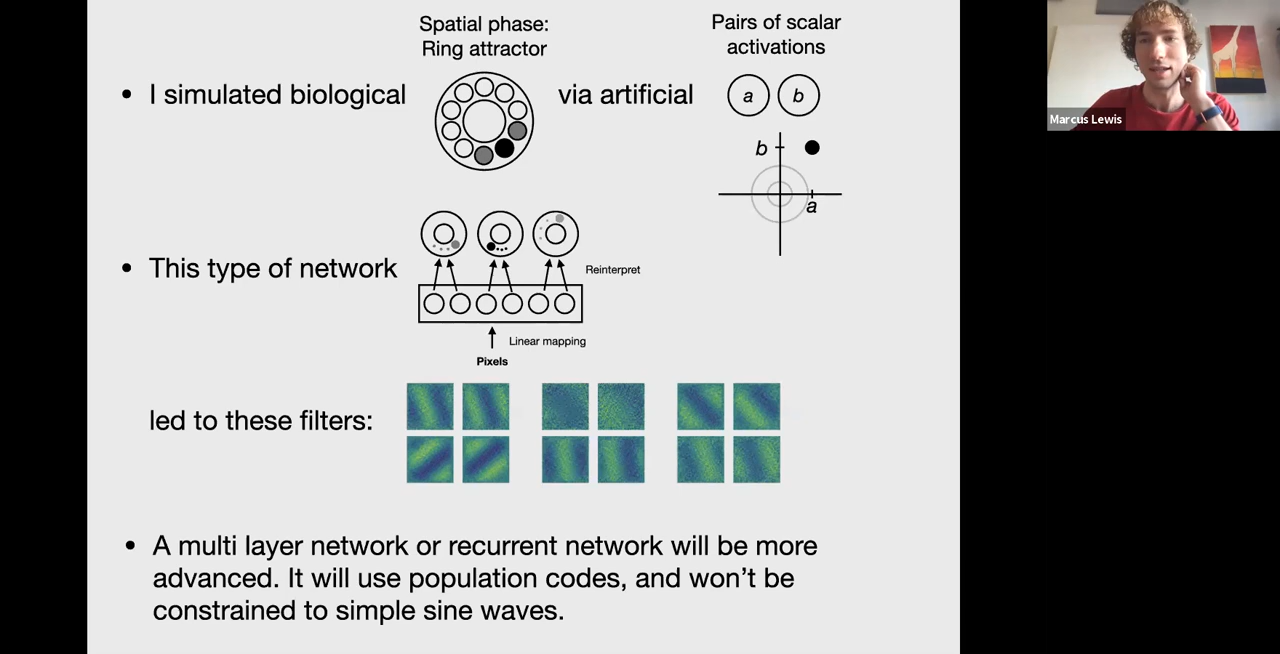 Spatial phase:
Ring attractor
Pairs of scalar
activations
• I simulated biological
via artificial
a b
b
a
Marcus Lewis
• This type of network
Reinterpret
Linear mapping
Pixels
led to these filters:
• A multi layer network or recurrent network will be more
advanced. It will use population codes, and won’t be
constrained to simple sine waves.